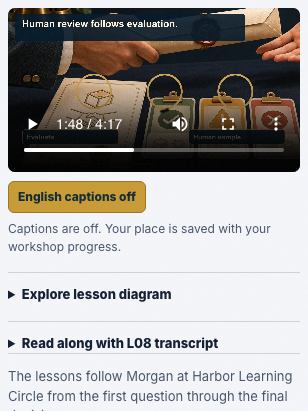 Human review follows evaluation.
1:48 / 4:17
Evaluate
Human sample
English captions off
Captions are off. Your place is saved with your
workshop progress.
Explore lesson diagram
Read along with L08 transcript
The lessons follow Morgan at Harbor Learning
Circle from the first question through the final